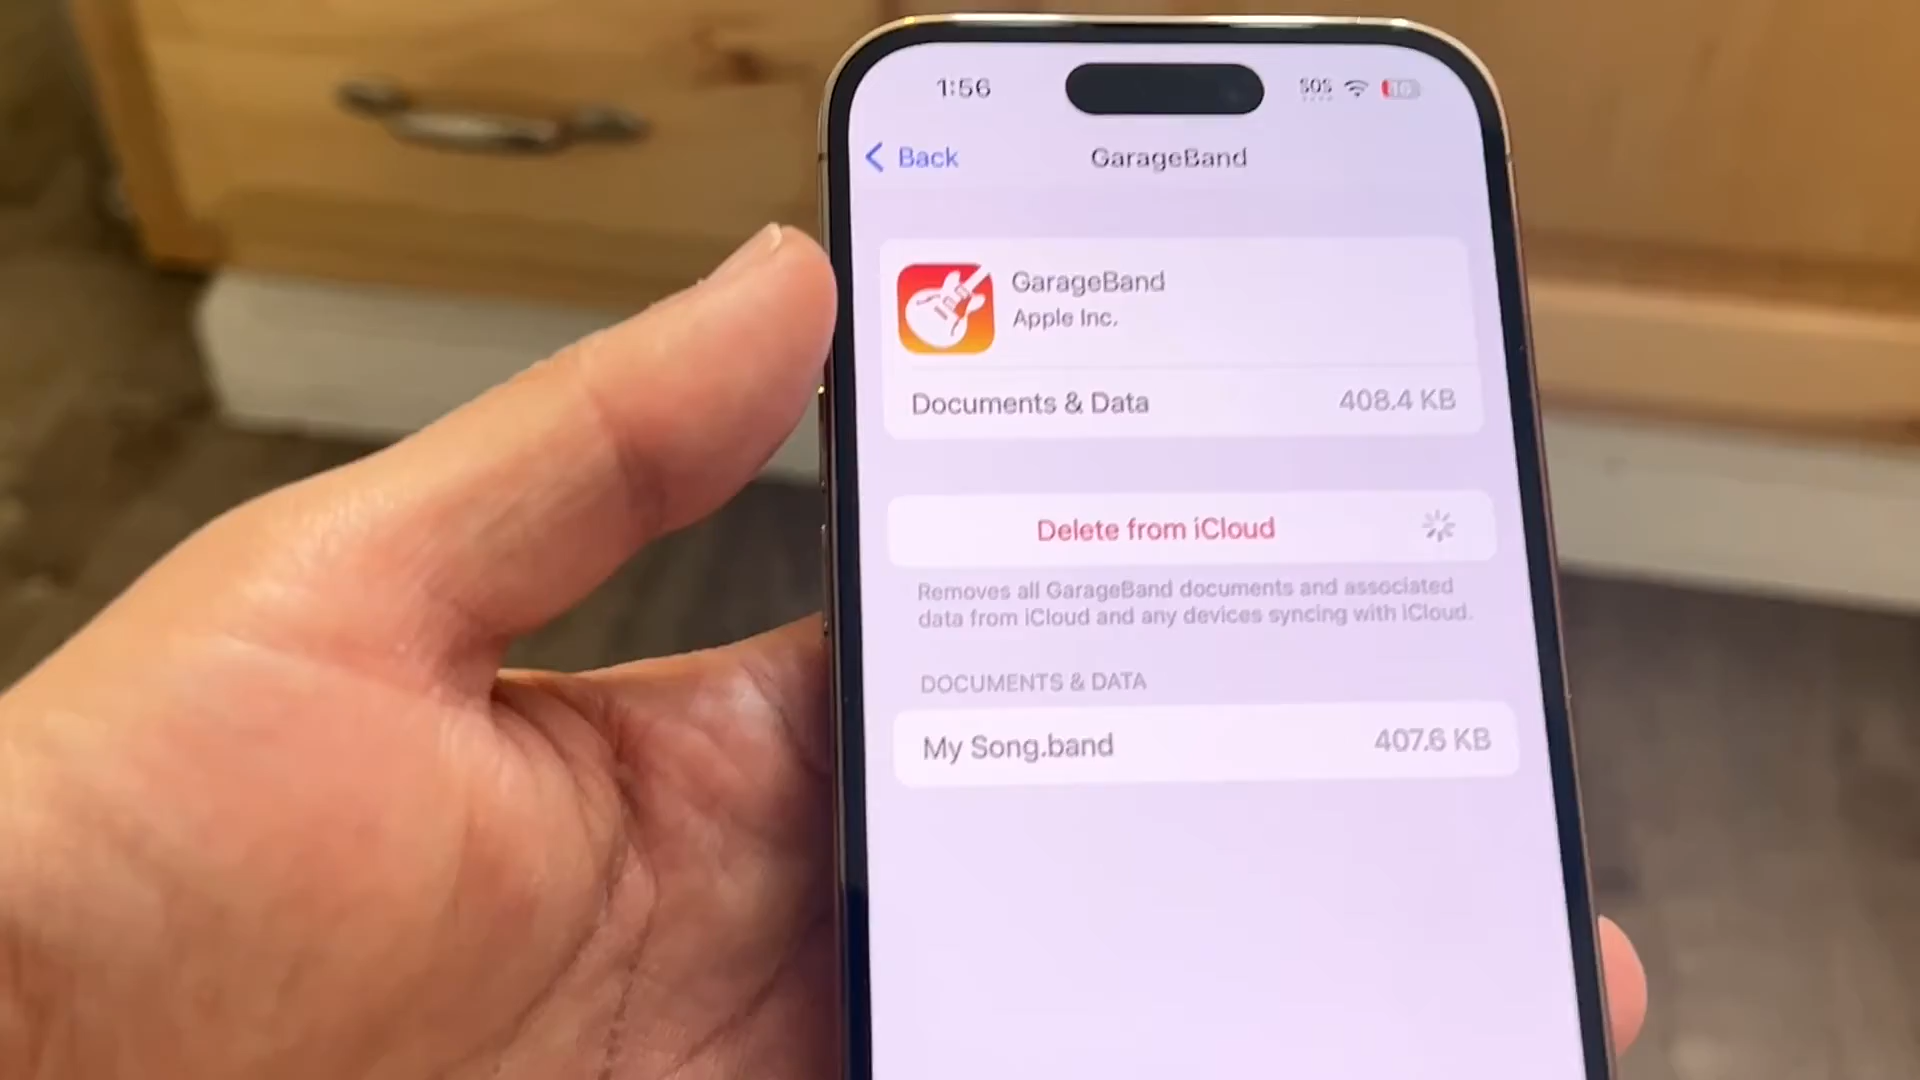 1:56
SOS
Back
GarageBand
GarageBand
Apple Inc.
Documents & Data
408.4 KB
Delete from iCloud
Removes all GarageBand documents and associated
data from iCloud and any devices syncing with iCloud.
DOCUMENTS & DATA
My Song.band
407.6 KB